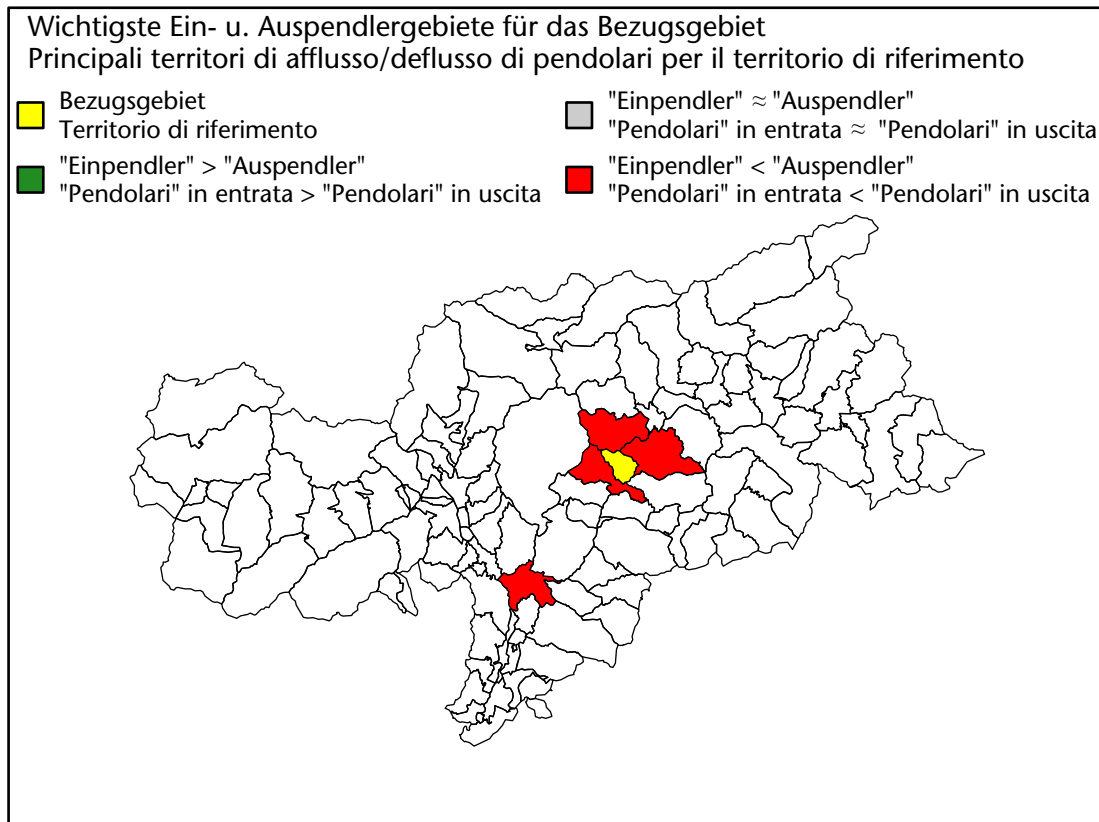 Wichtigste Ein- u. Auspendlergebiete für das Bezugsgebiet
Principali territori di afflusso/deflusso di pendolari per il territorio di riferimento
Bezugsgebiet
Territorio di riferimento
"Einpendler" > "Auspendler"
"Pendolari" in entrata > "Pendolari" in uscita
"Einpendler" ≈ "Auspendler"
"Pendolari" in entrata ≈ "Pendolari" in uscita
"Einpendler" < "Auspendler"
"Pendolari" in entrata < "Pendolari" in uscita